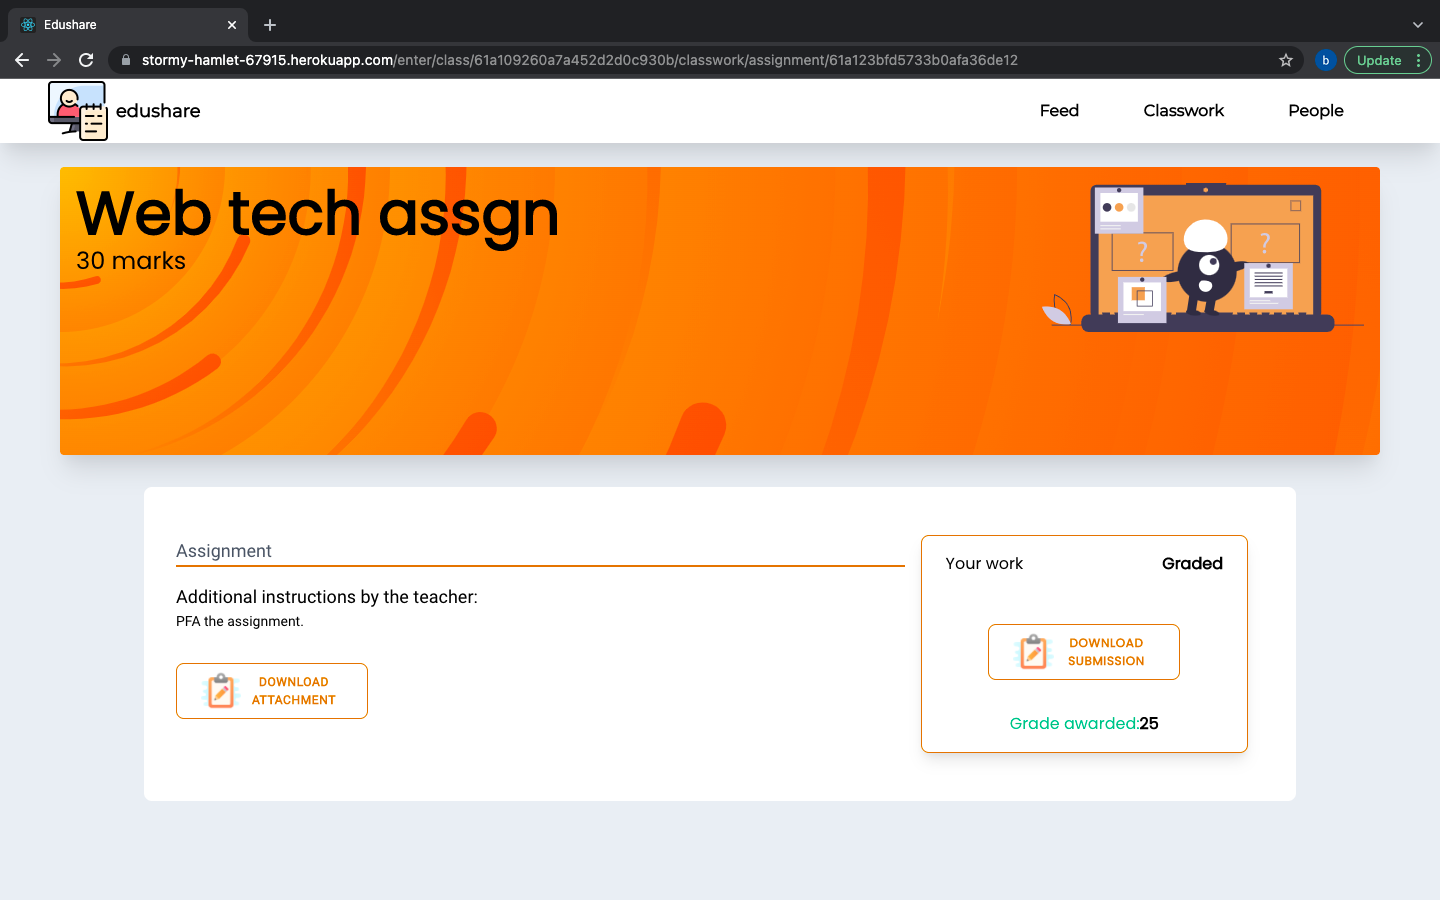 Edushare
stormy-hamlet-67915.herokuapp.com/enter/class/61a109260a7a452d2d0c930b/classwork/assignment/61a123bfd5733b0afa36de12
b
Update
edushare
Feed
Classwork
People
Web tech assgn
30 marks
? ?
Assignment
Additional instructions by the teacher:
PFA the assignment.
DOWNLOAD
ATTACHMENT
Your work
Graded
DOWNLOAD
SUBMISSION
Grade awarded:25